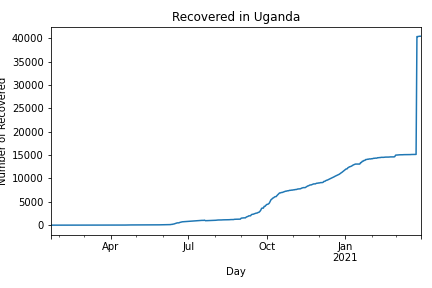 Recovered in Uganda
Number of Recovered
40000
35000
30000
25000
20000
15000
10000
5000
0
Apr
Jul
Oct
Jan
2021
Day